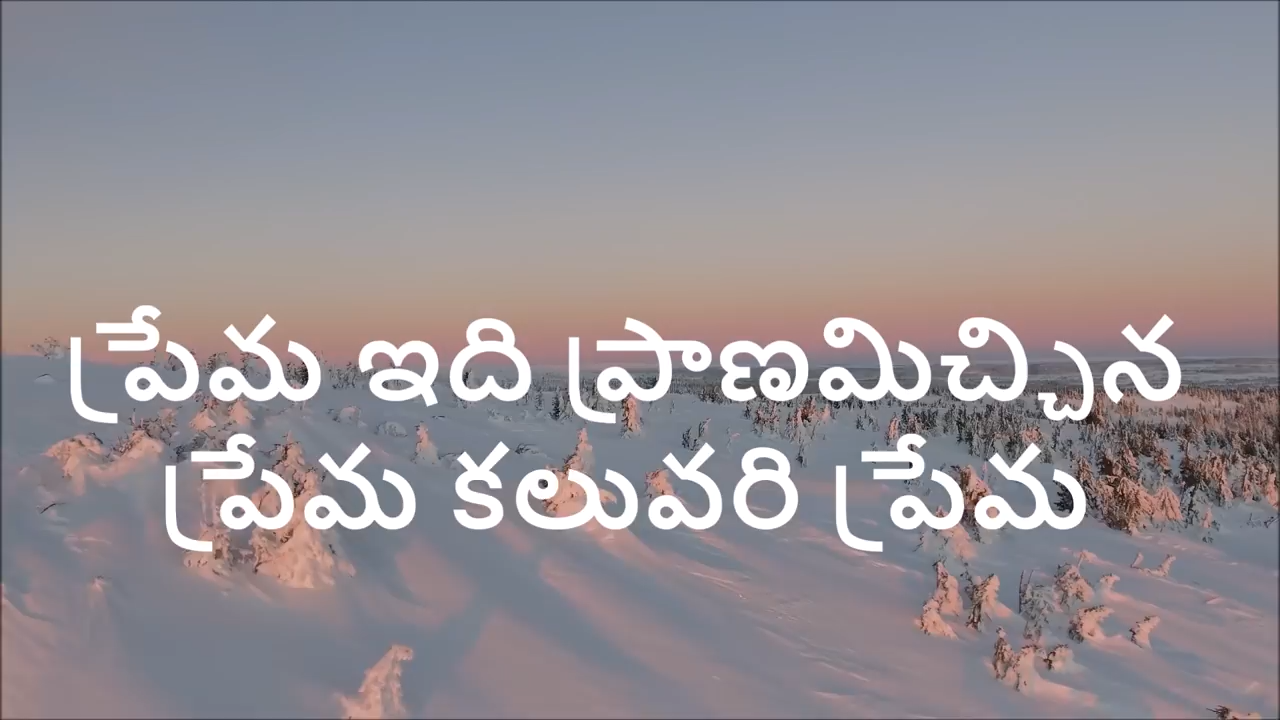 ప్రేమ ఇది ప్రాణమిచ్చిన
ప్రేమ కలువరి ప్రేమ